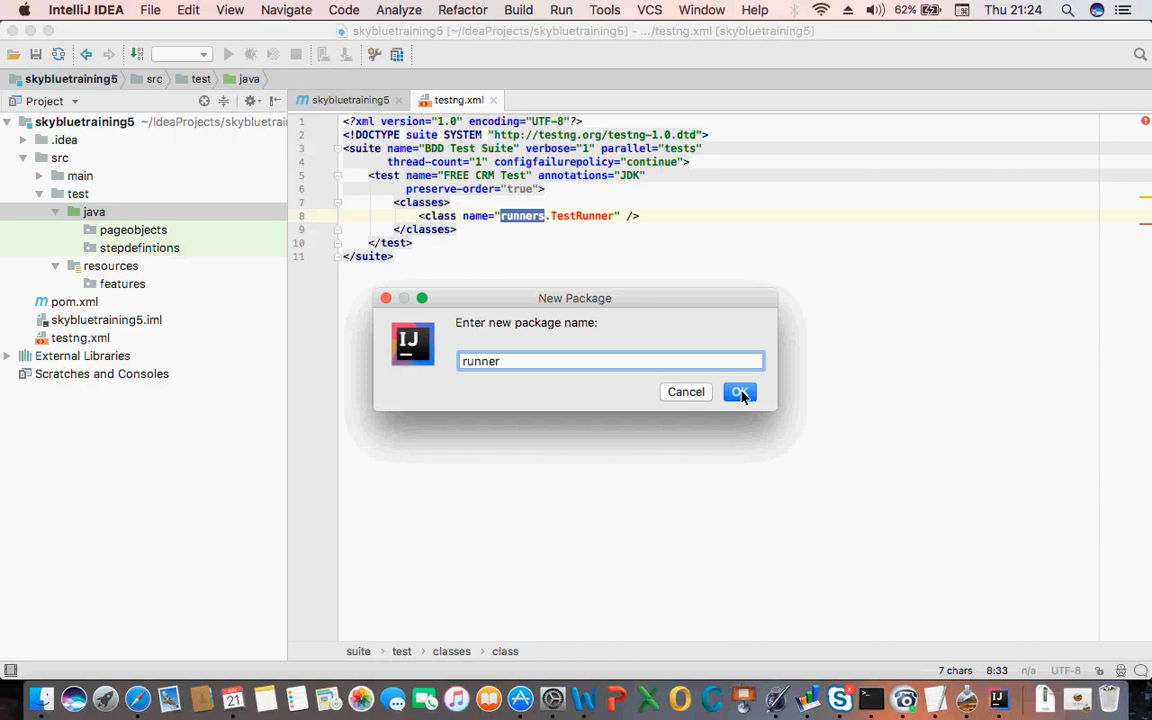 IntelliJ IDEA File Edit View Navigate Code Analyze Refactor Build Run Tools VCS Window Help 62% Thu 21:24
skybluetraining5 [~/IdeaProjects/skybluetraining5] - .../testng.xml [skybluetraining5]
skybluetraining5 src test java
Project
skybluetraining5 testng.xml
skybluetraining5 ~/IdeaProjects/skybluetrai
.idea
src
main
test
java
pageobjects
stepdefintions
resources
features
pom.xml
skybluetraining5.iml
testng.xml
External Libraries
Scratches and Consoles
1 <?xml version="1.0" encoding="UTF-8"?>
2 <!DOCTYPE suite SYSTEM "http://testng.org/testng-1.0.dtd">
3 <suite name="BDD Test Suite" verbose="1" parallel="tests"
4 thread-count="1" configfailurepolicy="continue">
5 <test name="FREE CRM Test" annotations="JDK"
6 preserve-order="true">
7 <classes>
8 <class name="runners.TestRunner" />
9 </classes>
10 </test>
11 </suite>
New Package
Enter new package name:
IJ
runner
Cancel OK
suite test classes class
7 chars 8:33 n/a UTF-8